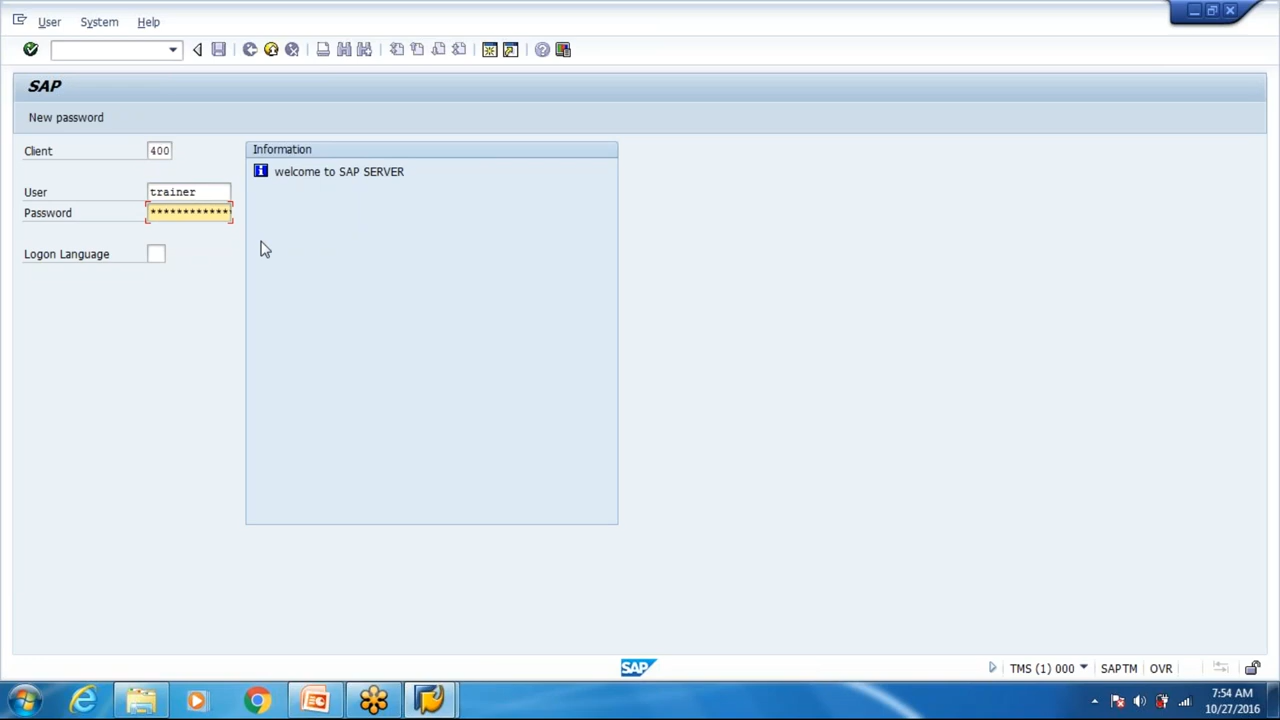 User System Help
SAP
New password
Client 400
Information
welcome to SAP SERVER
User trainer
Password *************
Logon Language
SAP
TMS (1) 000 SAPTM OVR
7:54 AM
10/27/2016